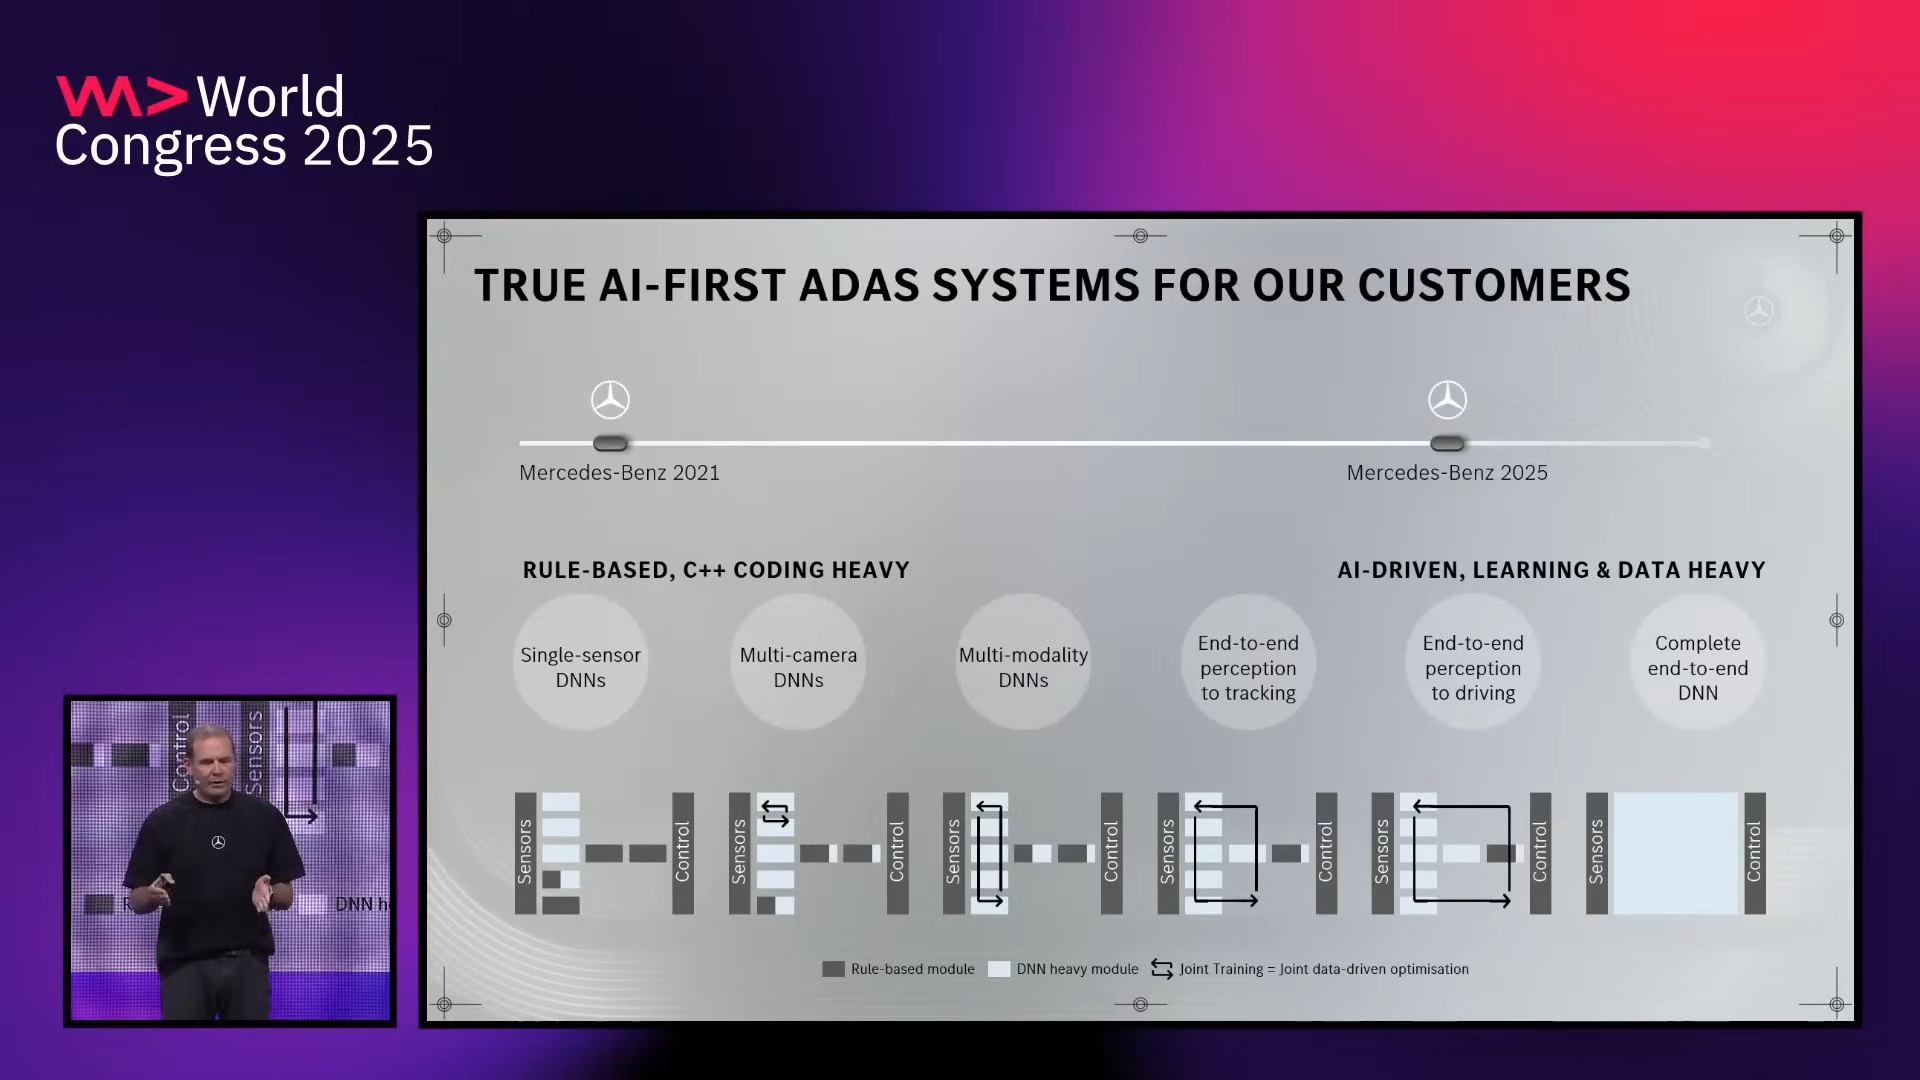 World
Congress 2025
TRUE AI-FIRST ADAS SYSTEMS FOR OUR CUSTOMERS
Mercedes-Benz 2021
Mercedes-Benz 2025
RULE-BASED, C++ CODING HEAVY
AI-DRIVEN, LEARNING & DATA HEAVY
Single-sensor
DNNs
Multi-camera
DNNs
Multi-modality
DNNs
End-to-end
perception
to tracking
End-to-end
perception
to driving
Complete
end-to-end
DNN
Sensors
Control
Sensors
Control
Sensors
Control
Sensors
Control
Sensors
Control
Sensors
Control
Rule-based module
DNN heavy module
Joint Training = Joint data-driven optimisation
Control
Sensors
DNN